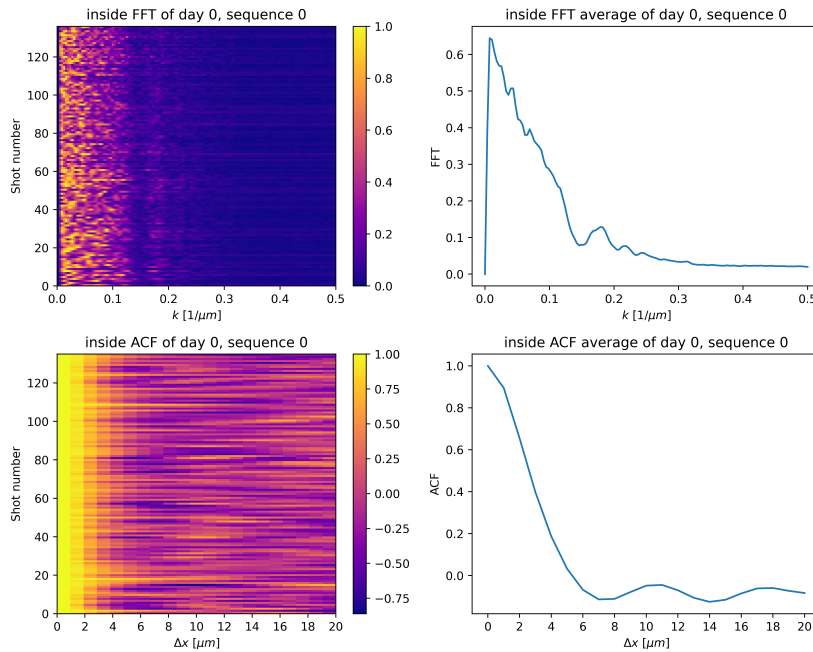 inside FFT of day 0, sequence 0
Shot number
120
100
80
60
40
20
0
0.0 0.1 0.2 0.3 0.4 0.5
k [1/μm]
1.0
0.8
0.6
0.4
0.2
0.0
inside FFT average of day 0, sequence 0
FFT
0.6
0.5
0.4
0.3
0.2
0.1
0.0
0.0 0.1 0.2 0.3 0.4 0.5
k [1/μm]
inside ACF of day 0, sequence 0
Shot number
120
100
80
60
40
20
0
0 2 4 6 8 10 12 14 16 18 20
Δx [μm]
1.00
0.75
0.50
0.25
0.00
−0.25
−0.50
−0.75
inside ACF average of day 0, sequence 0
ACF
1.0
0.8
0.6
0.4
0.2
0.0
0 2 4 6 8 10 12 14 16 18 20
Δx [μm]